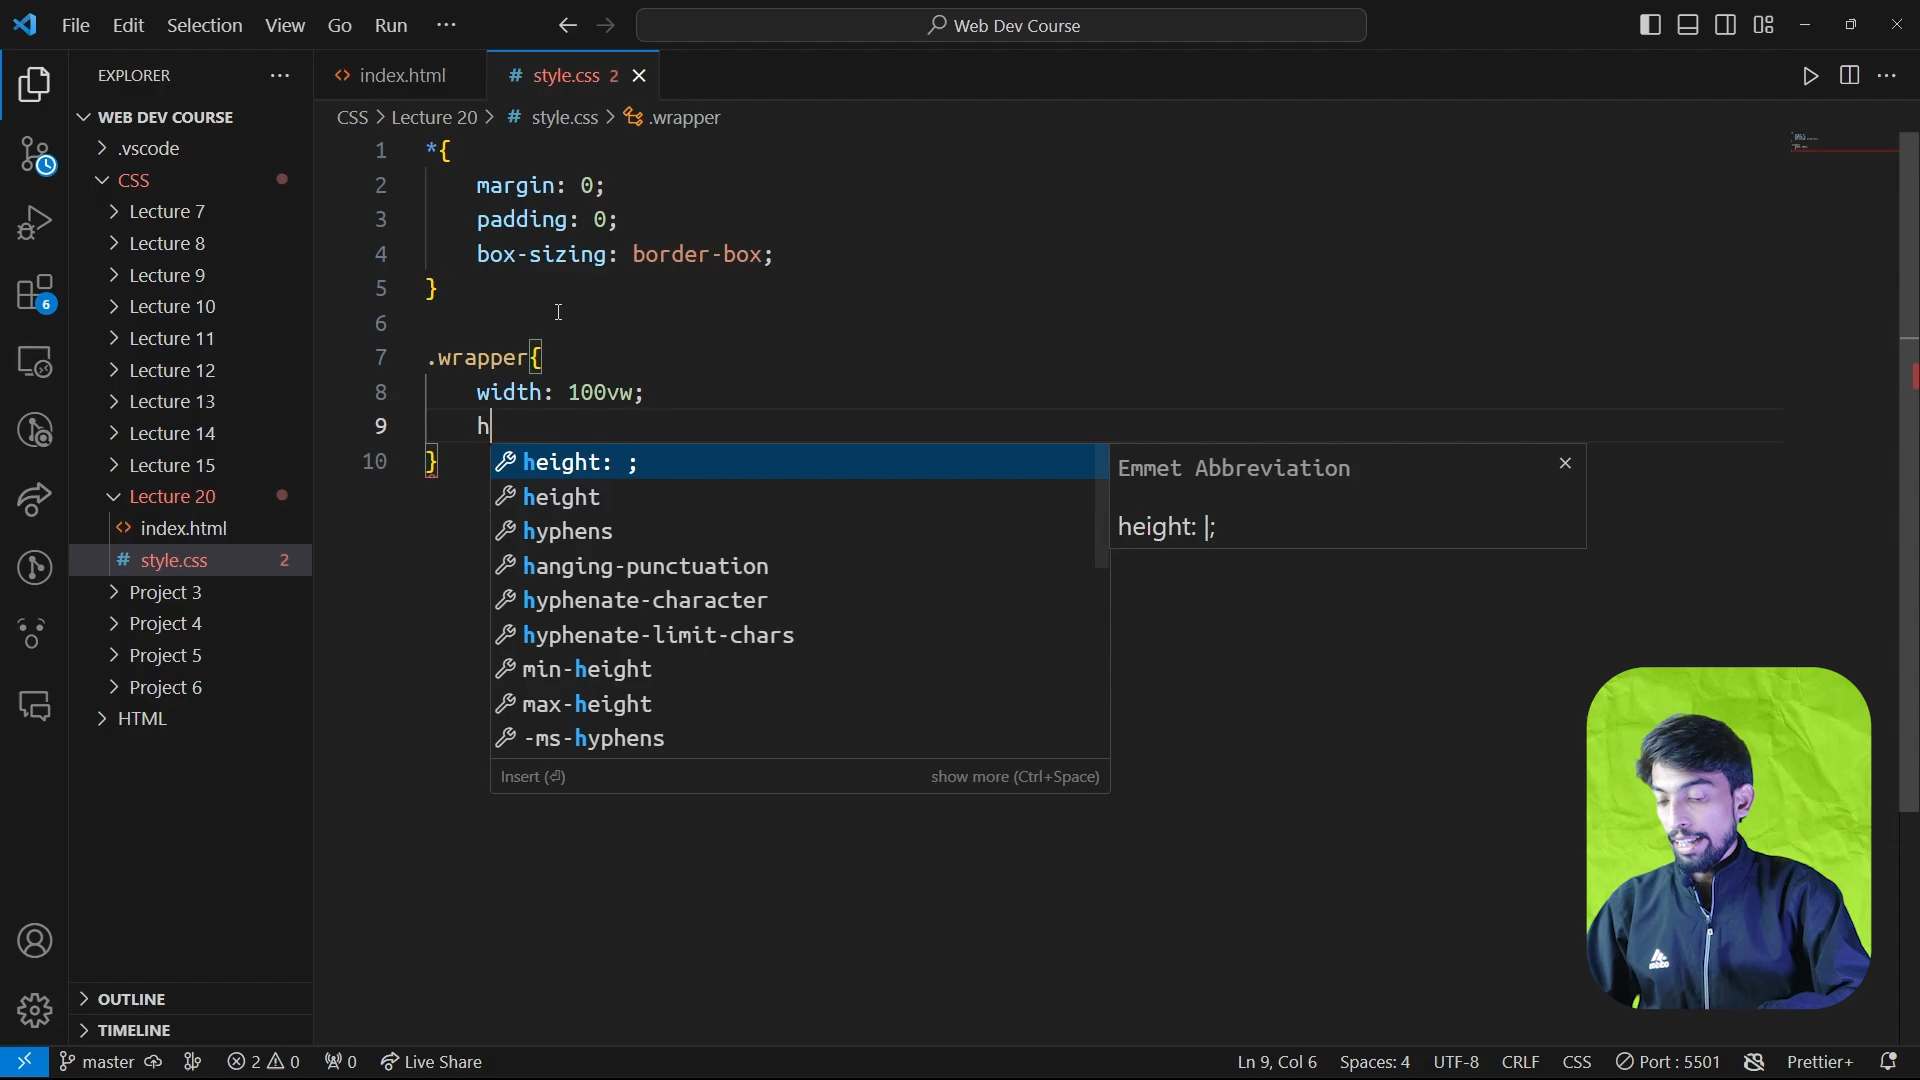 File Edit Selection View Go Run ···
Web Dev Course
EXPLORER
WEB DEV COURSE
.vscode
CSS
Lecture 7
Lecture 8
Lecture 9
Lecture 10
Lecture 11
Lecture 12
Lecture 13
Lecture 14
Lecture 15
Lecture 20
index.html
style.css 2
Project 3
Project 4
Project 5
Project 6
HTML
OUTLINE
TIMELINE
6
index.html
style.css 2
CSS > Lecture 20 > # style.css > .wrapper
1 *{
2 margin: 0;
3 padding: 0;
4 box-sizing: border-box;
5 }
6
7 .wrapper{
8 width: 100vw;
9 h
10 }
height: ;
height
hyphens
hanging-punctuation
hyphenate-character
hyphenate-limit-chars
min-height
max-height
-ms-hyphens
Insert (⏎) show more (Ctrl+Space)
Emmet Abbreviation
height: |;
master 2 0 0 Live Share Ln 9, Col 6 Spaces: 4 UTF-8 CRLF CSS Port : 5501 Prettier+